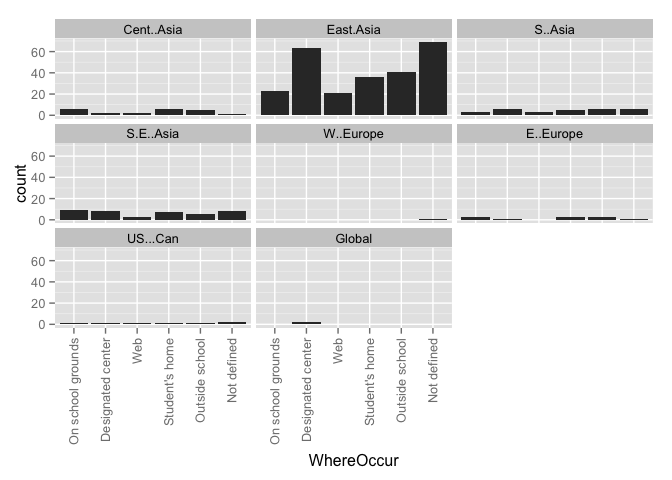 Cent..Asia East.Asia S..Asia
60
40
20
0
S.E..Asia W..Europe E..Europe
60
40
20
0
US...Can Global
60
40
20
0
count
On school grounds
Designated center
Web
Student's home
Outside school
Not defined
On school grounds
Designated center
Web
Student's home
Outside school
Not defined
WhereOccur